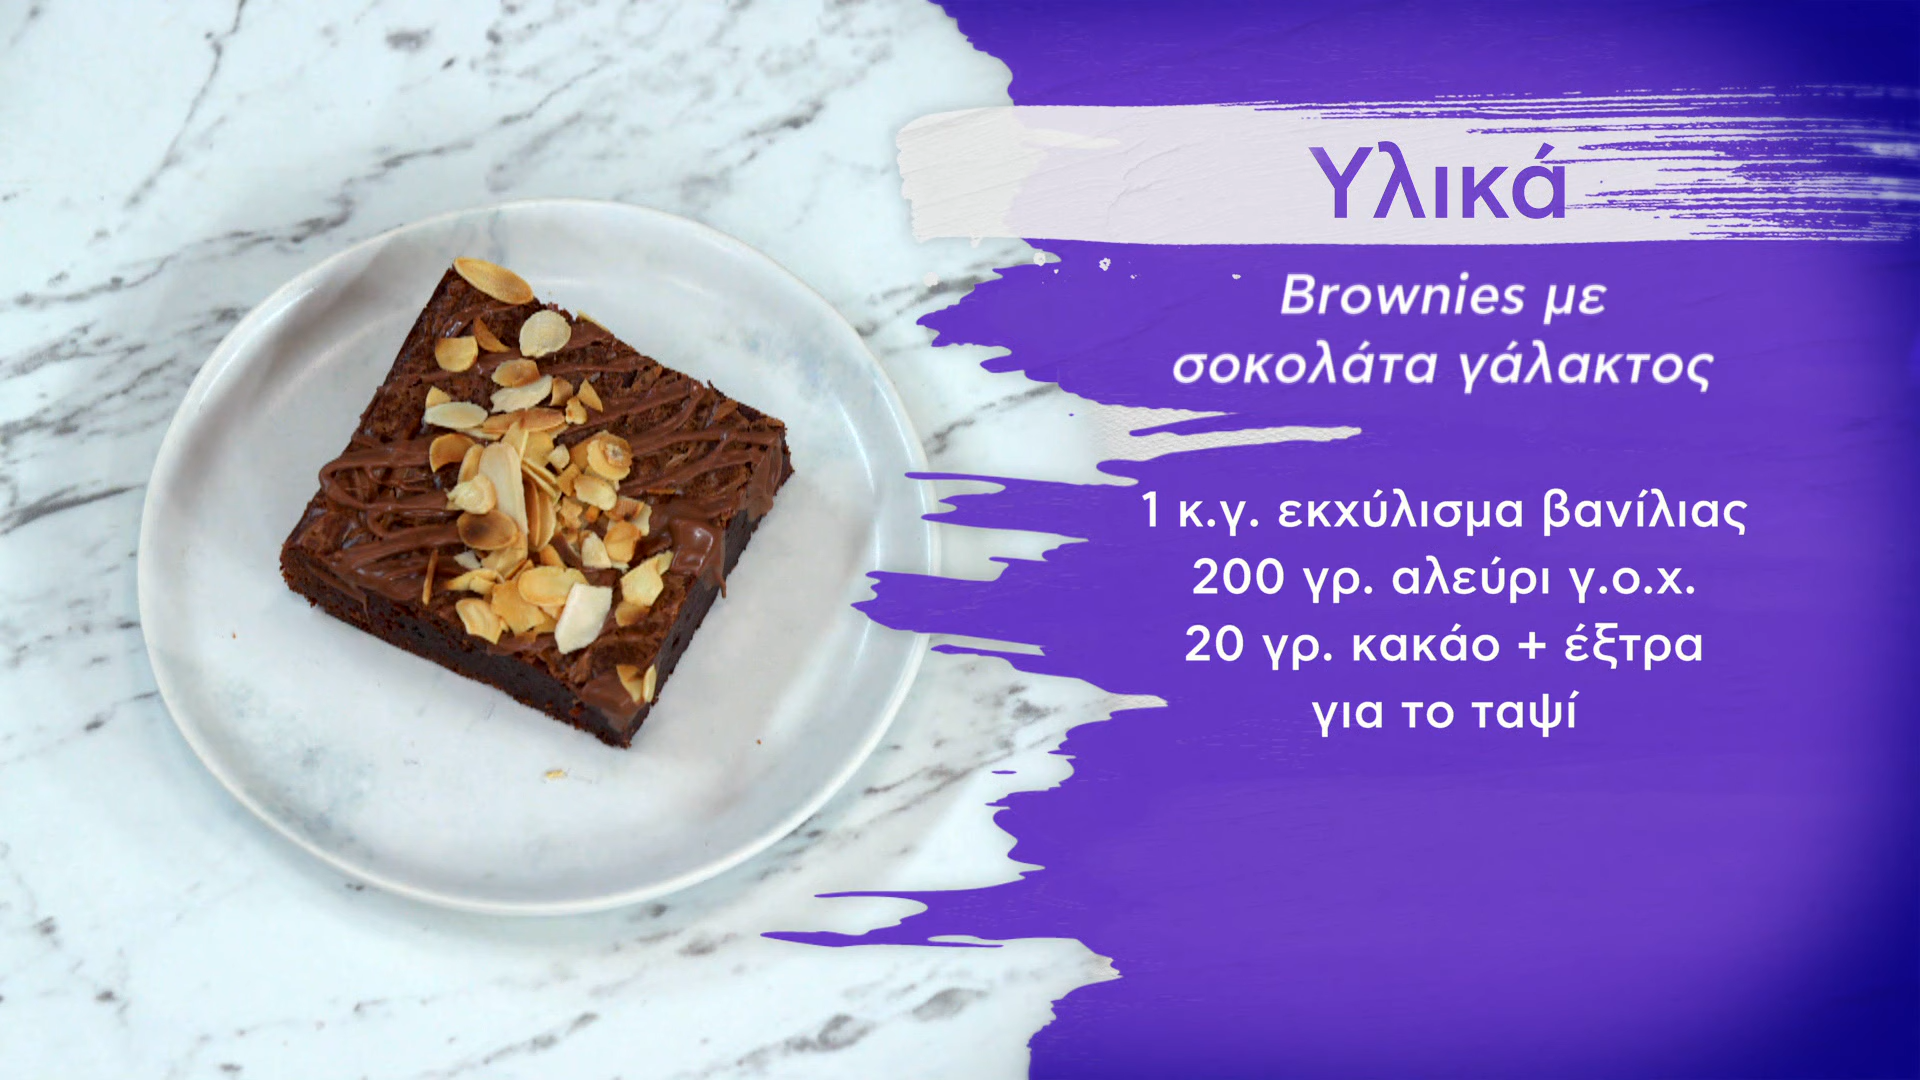 Υλικά
Brownies με
σοκολάτα γάλακτος
1 κ.γ. εκχύλισμα βανίλιας
200 γρ. αλεύρι γ.ο.χ.
20 γρ. κακάο + έξτρα
για το ταψί